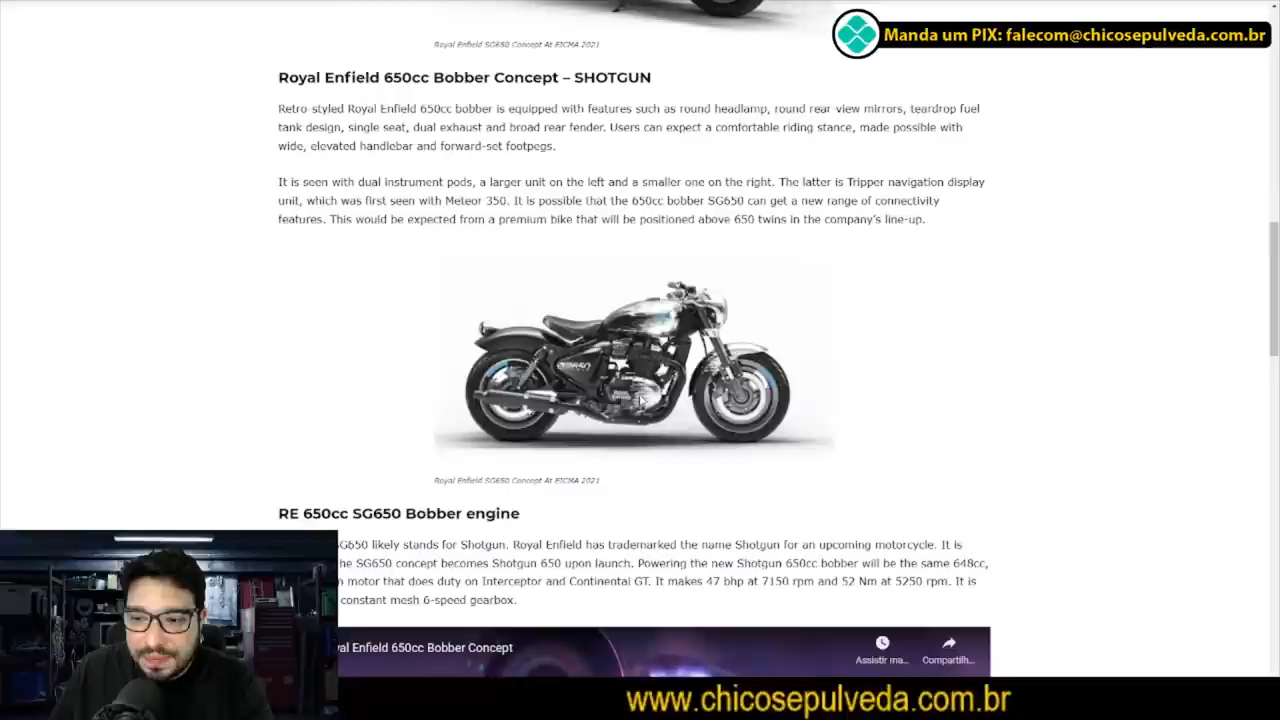 Manda um PIX: falecom@chicosepulveda.com.br
Royal Enfield SG650 Concept At EICMA 2021
Royal Enfield 650cc Bobber Concept – SHOTGUN
Retro-styled Royal Enfield 650cc bobber is equipped with features such as round headlamp, round rear view mirrors, teardrop fuel
tank design, single seat, dual exhaust and broad rear fender. Users can expect a comfortable riding stance, made possible with
wide, elevated handlebar and forward-set footpegs.
It is seen with dual instrument pods, a larger unit on the left and a smaller one on the right. The latter is Tripper navigation display
unit, which was first seen with Meteor 350. It is possible that the 650cc bobber SG650 can get a new range of connectivity
features. This would be expected from a premium bike that will be positioned above 650 twins in the company's line-up.
Royal Enfield SG650 Concept At EICMA 2021
RE 650cc SG650 Bobber engine
SG650 likely stands for Shotgun. Royal Enfield has trademarked the name Shotgun for an upcoming motorcycle. It is
he SG650 concept becomes Shotgun 650 upon launch. Powering the new Shotgun 650cc bobber will be the same 648cc,
n motor that does duty on Interceptor and Continental GT. It makes 47 bhp at 7150 rpm and 52 Nm at 5250 rpm. It is
constant mesh 6-speed gearbox.
yal Enfield 650cc Bobber Concept
Assistir ma...
Compartilh...
www.chicosepulveda.com.br